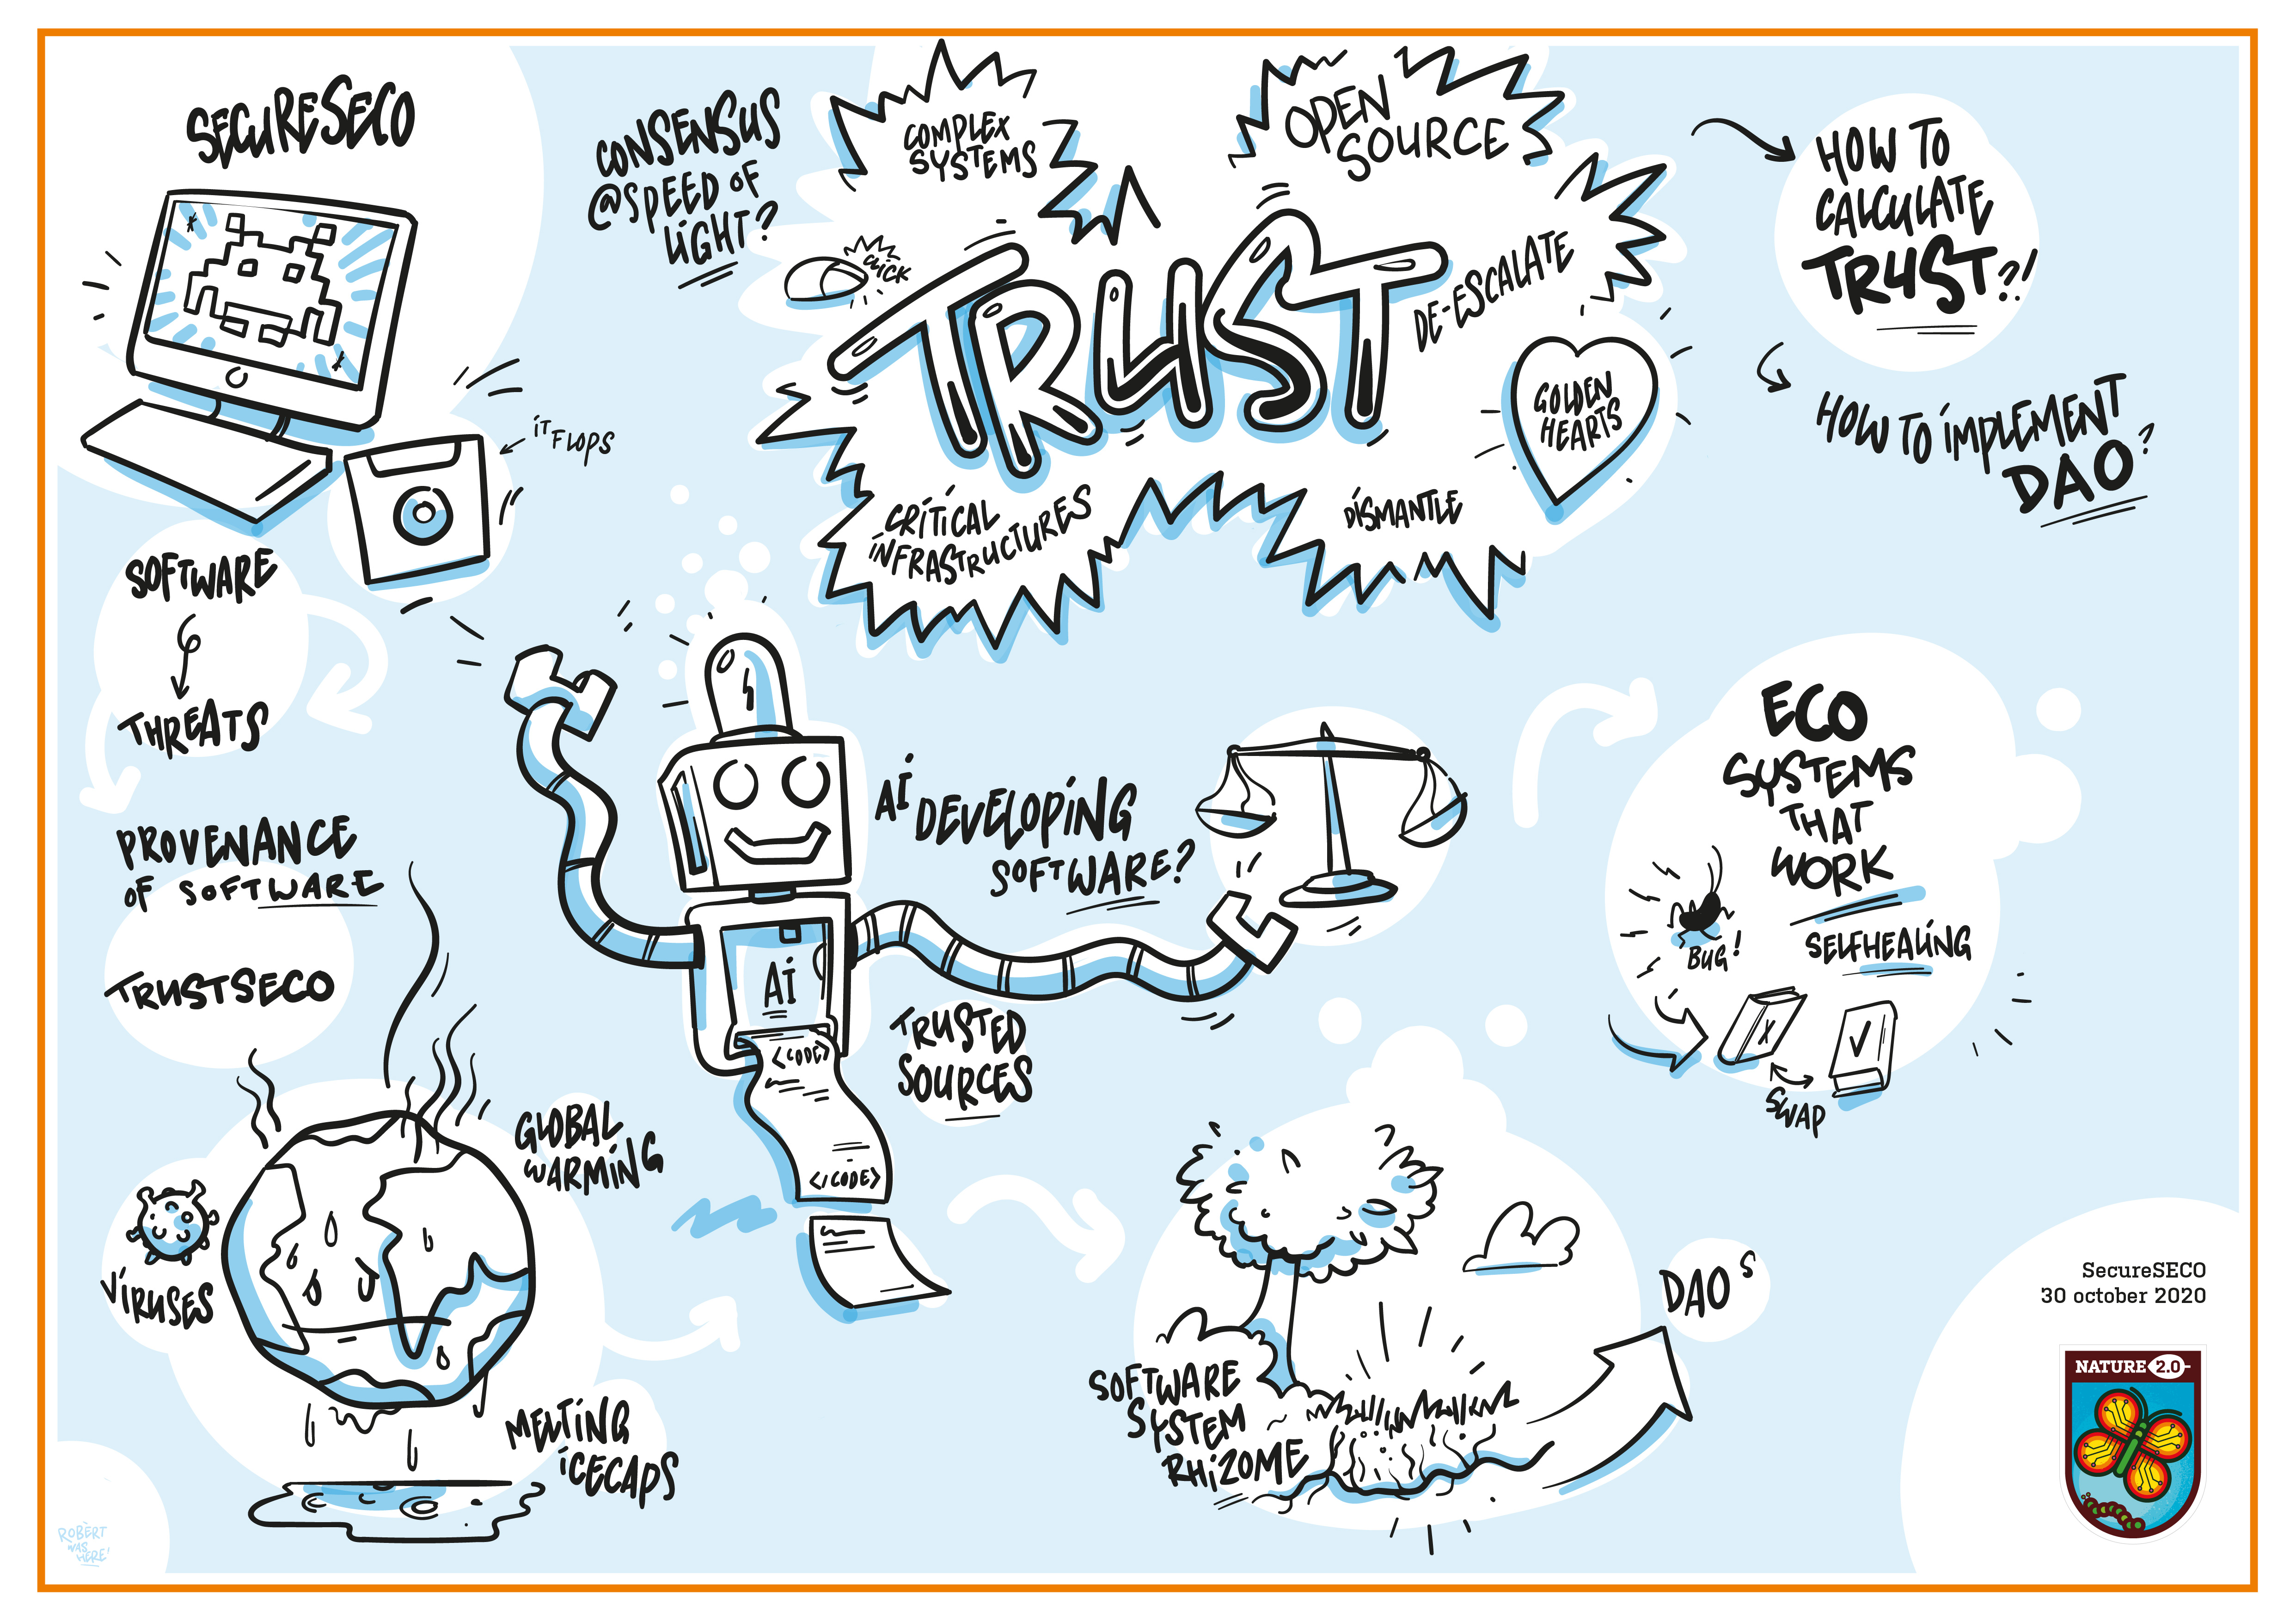 SECURESECO
CONSENSUS
@SPEED OF
LIGHT?
COMPLEX
SYSTEMS
OPEN
SOURCE
CLICK
TRUST
DE-ESCALATE
GOLDEN
HEARTS
CRITICAL
INFRASTRUCTURES
DISMANTLE
HOW TO
CALCULATE
TRUST?!
HOW TO IMPLEMENT
DAO?
IT FLOPS
SOFTWARE
THREATS
PROVENANCE
OF SOFTWARE
TRUSTSECO
AI DEVELOPING
SOFTWARE?
AI
<CODE>
</CODE>
TRUSTED
SOURCES
ECO
SYSTEMS
THAT
WORK
SELFHEALING
BUG!
X
✓
SWAP
GLOBAL
WARMING
VIRUSES
MELTING
ICECAPS
SOFTWARE
SYSTEM
RHIZOME
DAOS
SecureSECO
30 october 2020
NATURE 2.0
ROBÈRT
WAS
HERE!